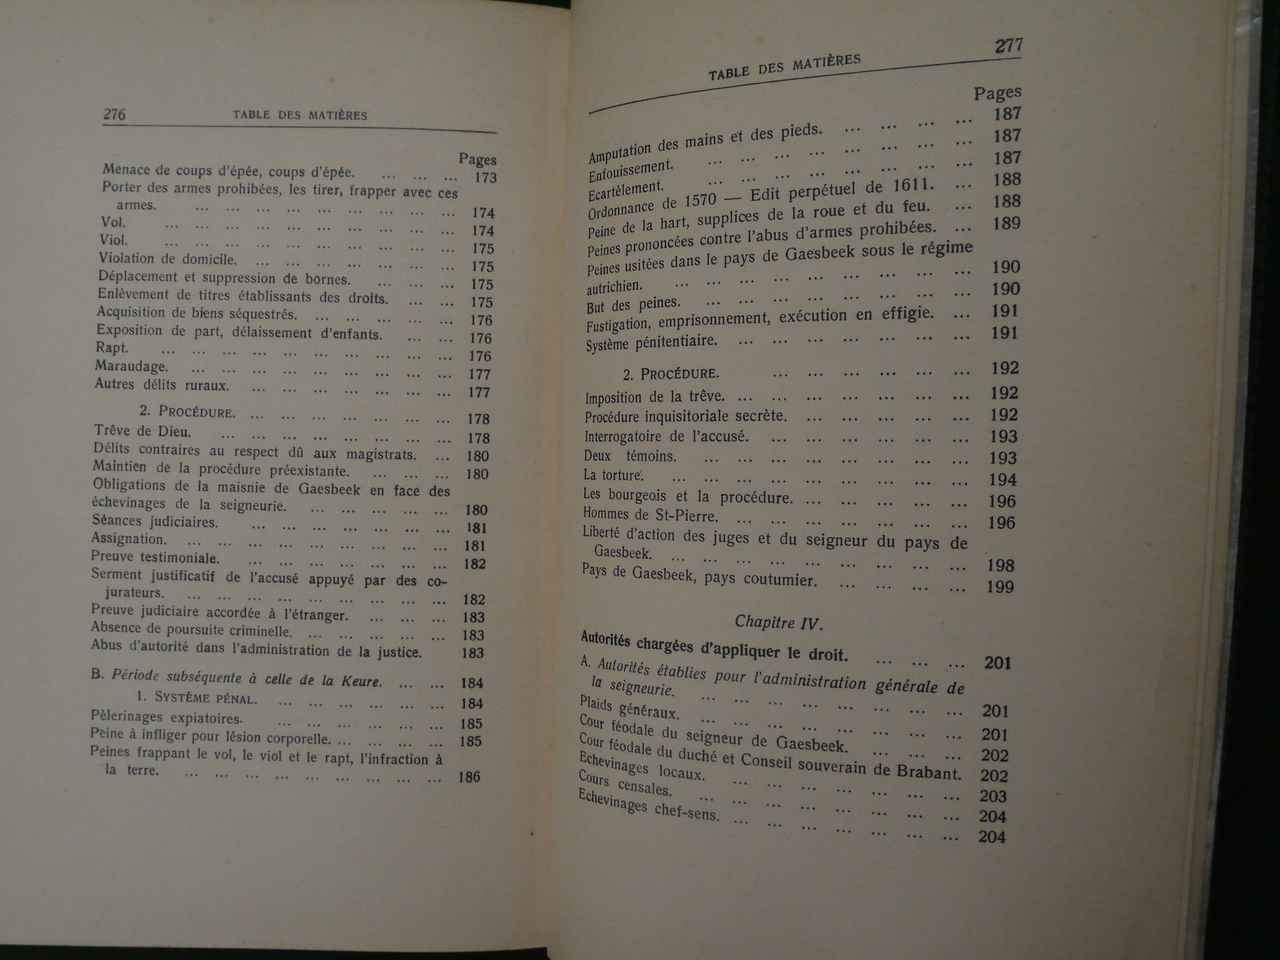 276 TABLE DES MATIÈRES
Pages
Menace de coups d'épée, coups d'épée. ... ... ... 173
Porter des armes prohibées, les tirer, frapper avec ces
armes. ... ... ... ... ... ... ... ... ... 174
Vol. ... ... ... ... ... ... ... ... ... ... 174
Viol. ... ... ... ... ... ... ... ... ... ... 175
Violation de domicile. ... ... ... ... ... ... ... 175
Déplacement et suppression de bornes. ... ... ... 175
Enlèvement de titres établissants des droits. ... ... 175
Acquisition de biens séquestrés. ... ... ... ... ... 176
Exposition de part, délaissement d'enfants. ... ... 176
Rapt. ... ... ... ... ... ... ... ... ... ... 176
Maraudage. ... ... ... ... ... ... ... ... ... 177
Autres délits ruraux. ... ... ... ... ... ... ... 177
2. PROCÉDURE. ... ... ... ... ... ... ... 178
Trêve de Dieu. ... ... ... ... ... ... ... ... 178
Délits contraires au respect dû aux magistrats. ... 180
Maintien de la procédure préexistante. ... ... ... 180
Obligations de la maisnie de Gaesbeek en face des
échevinages de la seigneurie. ... ... ... ... ... 180
Séances judiciaires. ... ... ... ... ... ... ... 181
Assignation. ... ... ... ... ... ... ... ... ... 181
Preuve testimoniale. ... ... ... ... ... ... ... 182
Serment justificatif de l'accusé appuyé par des co-
jurateurs. ... ... ... ... ... ... ... ... ... 182
Preuve judiciaire accordée à l'étranger. ... ... ... 183
Absence de poursuite criminelle. ... ... ... ... ... 183
Abus d'autorité dans l'administration de la justice. 183
B. Période subséquente à celle de la Keure. ... ... 184
1. SYSTÈME PÉNAL. ... ... ... ... ... ... 184
Pèlerinages expiatoires. ... ... ... ... ... ... 185
Peine à infliger pour lésion corporelle. ... ... ... ... 185
Peines frappant le vol, le viol et le rapt, l'infraction à
la terre. ... ... ... ... ... ... ... ... ... 186
TABLE DES MATIÈRES 277
Pages
Amputation des mains et des pieds. ... ... ... ... 187
Enfouissement. ... ... ... ... ... ... ... ... 187
Ecartèlement. ... ... ... ... ... ... ... ... 187
Ordonnance de 1570 — Edit perpétuel de 1611. ... 188
Peine de la hart, supplices de la roue et du feu. ... 188
Peines prononcées contre l'abus d'armes prohibées. ... 189
Peines usitées dans le pays de Gaesbeek sous le régime
autrichien. ... ... ... ... ... ... ... ... ... 190
But des peines. ... ... ... ... ... ... ... ... 190
Fustigation, emprisonnement, exécution en effigie. ... 191
Système pénitentiaire. ... ... ... ... ... ... ... 191
2. PROCÉDURE. ... ... ... ... ... ... 192
Imposition de la trêve. ... ... ... ... ... ... ... 192
Procédure inquisitoriale secrète. ... ... ... ... ... 192
Interrogatoire de l'accusé. ... ... ... ... ... ... 193
Deux témoins. ... ... ... ... ... ... ... ... 193
La torture. ... ... ... ... ... ... ... ... ... 194
Les bourgeois et la procédure. ... ... ... ... ... 196
Hommes de St-Pierre. ... ... ... ... ... ... ... 196
Liberté d'action des juges et du seigneur du pays de
Gaesbeek. ... ... ... ... ... ... ... ... ... 198
Pays de Gaesbeek, pays coutumier. ... ... ... ... 199
Chapitre IV.
Autorités chargées d'appliquer le droit. ... ... ... 201
A. Autorités établies pour l'administration générale de
la seigneurie. ... ... ... ... ... ... ... ... 201
Plaids généraux. ... ... ... ... ... ... ... ... 201
Cour féodale du seigneur de Gaesbeek. ... ... ... 202
Cour féodale du duché et Conseil souverain de Brabant. 202
Echevinages locaux. ... ... ... ... ... ... ... 203
Cours censales. ... ... ... ... ... ... ... ... 204
Echevinages chef-sens. ... ... ... ... ... ... ... 204